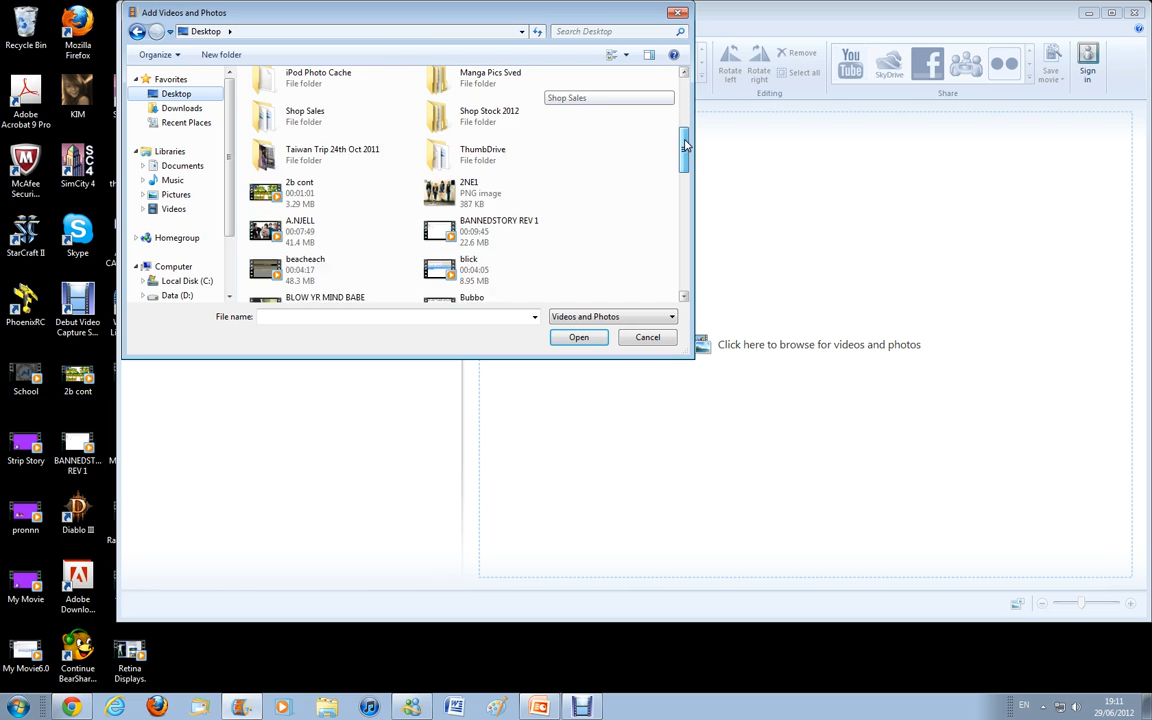 Add Videos and Photos
Desktop
Search Desktop
Organize
New folder
Favorites
Desktop
Downloads
Recent Places
Libraries
Documents
Music
Pictures
Videos
Homegroup
Computer
Local Disk (C:)
Data (D:)
iPod Photo Cache
File folder
Manga Pics Sved
File folder
Shop Sales
Shop Sales
File folder
Shop Stock 2012
File folder
Taiwan Trip 24th Oct 2011
File folder
ThumbDrive
File folder
2b cont
00:01:01
3.29 MB
2NE1
PNG image
387 KB
A.NJELL
00:07:49
41.4 MB
BANNEDSTORY REV 1
00:09:45
22.6 MB
beacheach
00:04:17
48.3 MB
blick
00:04:05
8.95 MB
BLOW YR MIND BABE
Bubbo
File name:
Videos and Photos
Open
Cancel
Rotate left
Rotate right
Remove
Select all
Editing
You Tube
SkyDrive
Share
Save movie
Sign in
Click here to browse for videos and photos
Recycle Bin
Mozilla Firefox
Adobe Acrobat 9 Pro
KIM
McAfee Securi...
SimCity 4
StarCraft II
Skype
PhoenixRC
Debut Video Capture S...
School
2b cont
Strip Story
BANNEDST... REV 1
pronnn
Diablo III
My Movie
Adobe Downlo...
My Movie6.0
Continue BearShar...
Retina Displays.
EN
19:11
29/06/2012